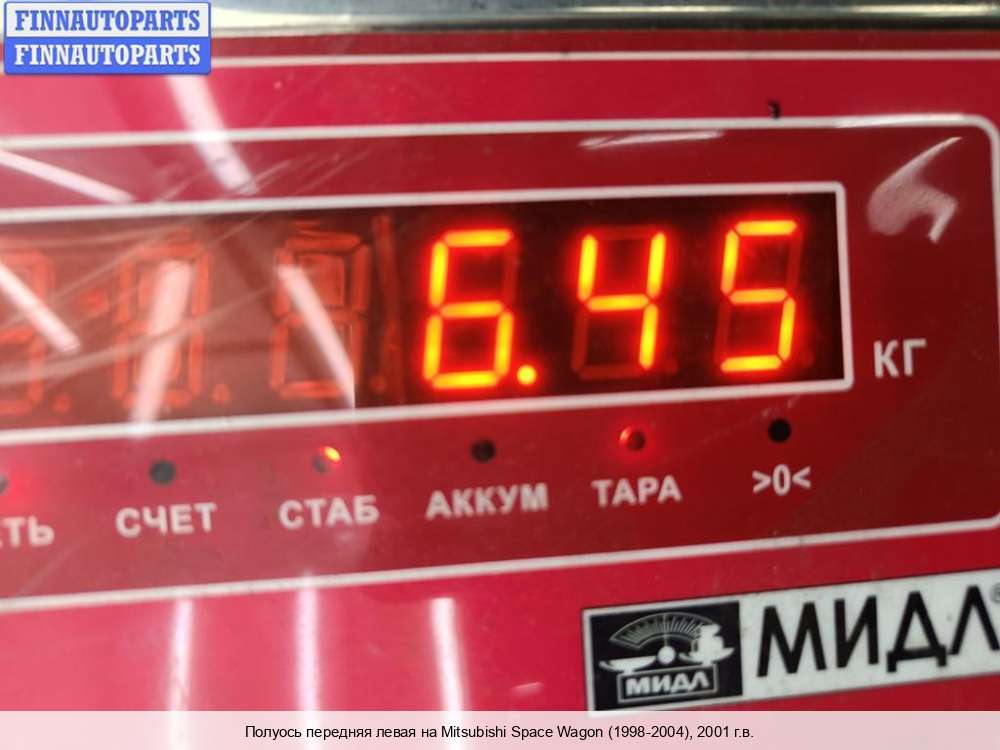 FINNAUTOPARTS
FINNAUTOPARTS
6.45
КГ
СЧЕТ СТАБ АККУМ ТАРА >0<
МИДЛ
МИДЛ
Полуось передняя левая на Mitsubishi Space Wagon (1998-2004), 2001 г.в.